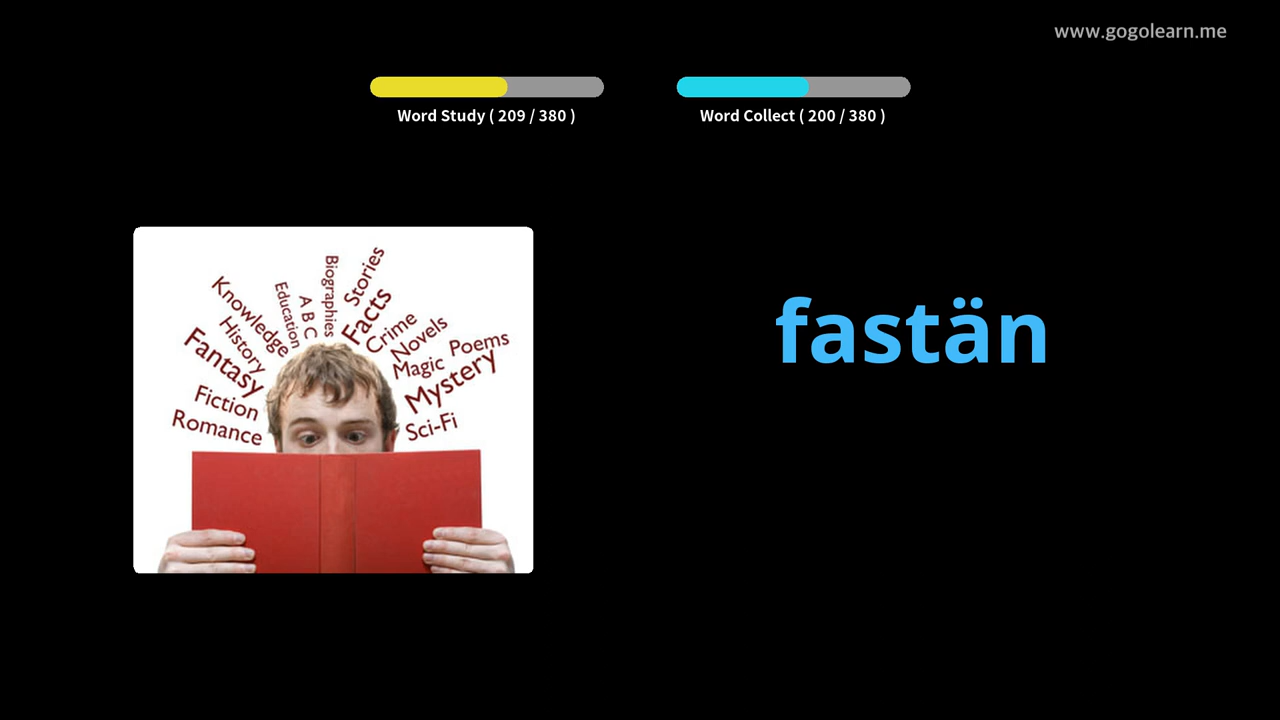 www.gogolearn.me
Word Study ( 209 / 380 )
Word Collect ( 200 / 380 )
fastän
Knowledge
History
Fantasy
Fiction
Romance
Education
A B C
Biographies
Stories
Facts
Crime
Novels
Magic
Poems
Mystery
Sci-Fi